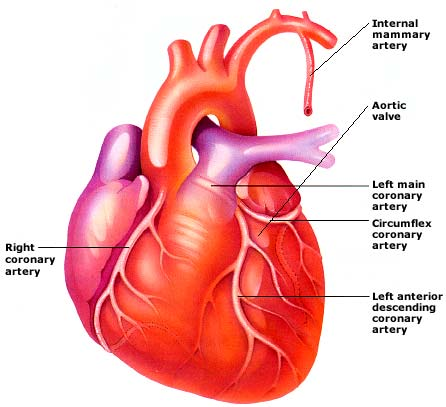 Internal
mammary
artery
Aortic
valve
Left main
coronary
artery
Circumflex
coronary
artery
Right
coronary
artery
Left anterior
descending
coronary
artery